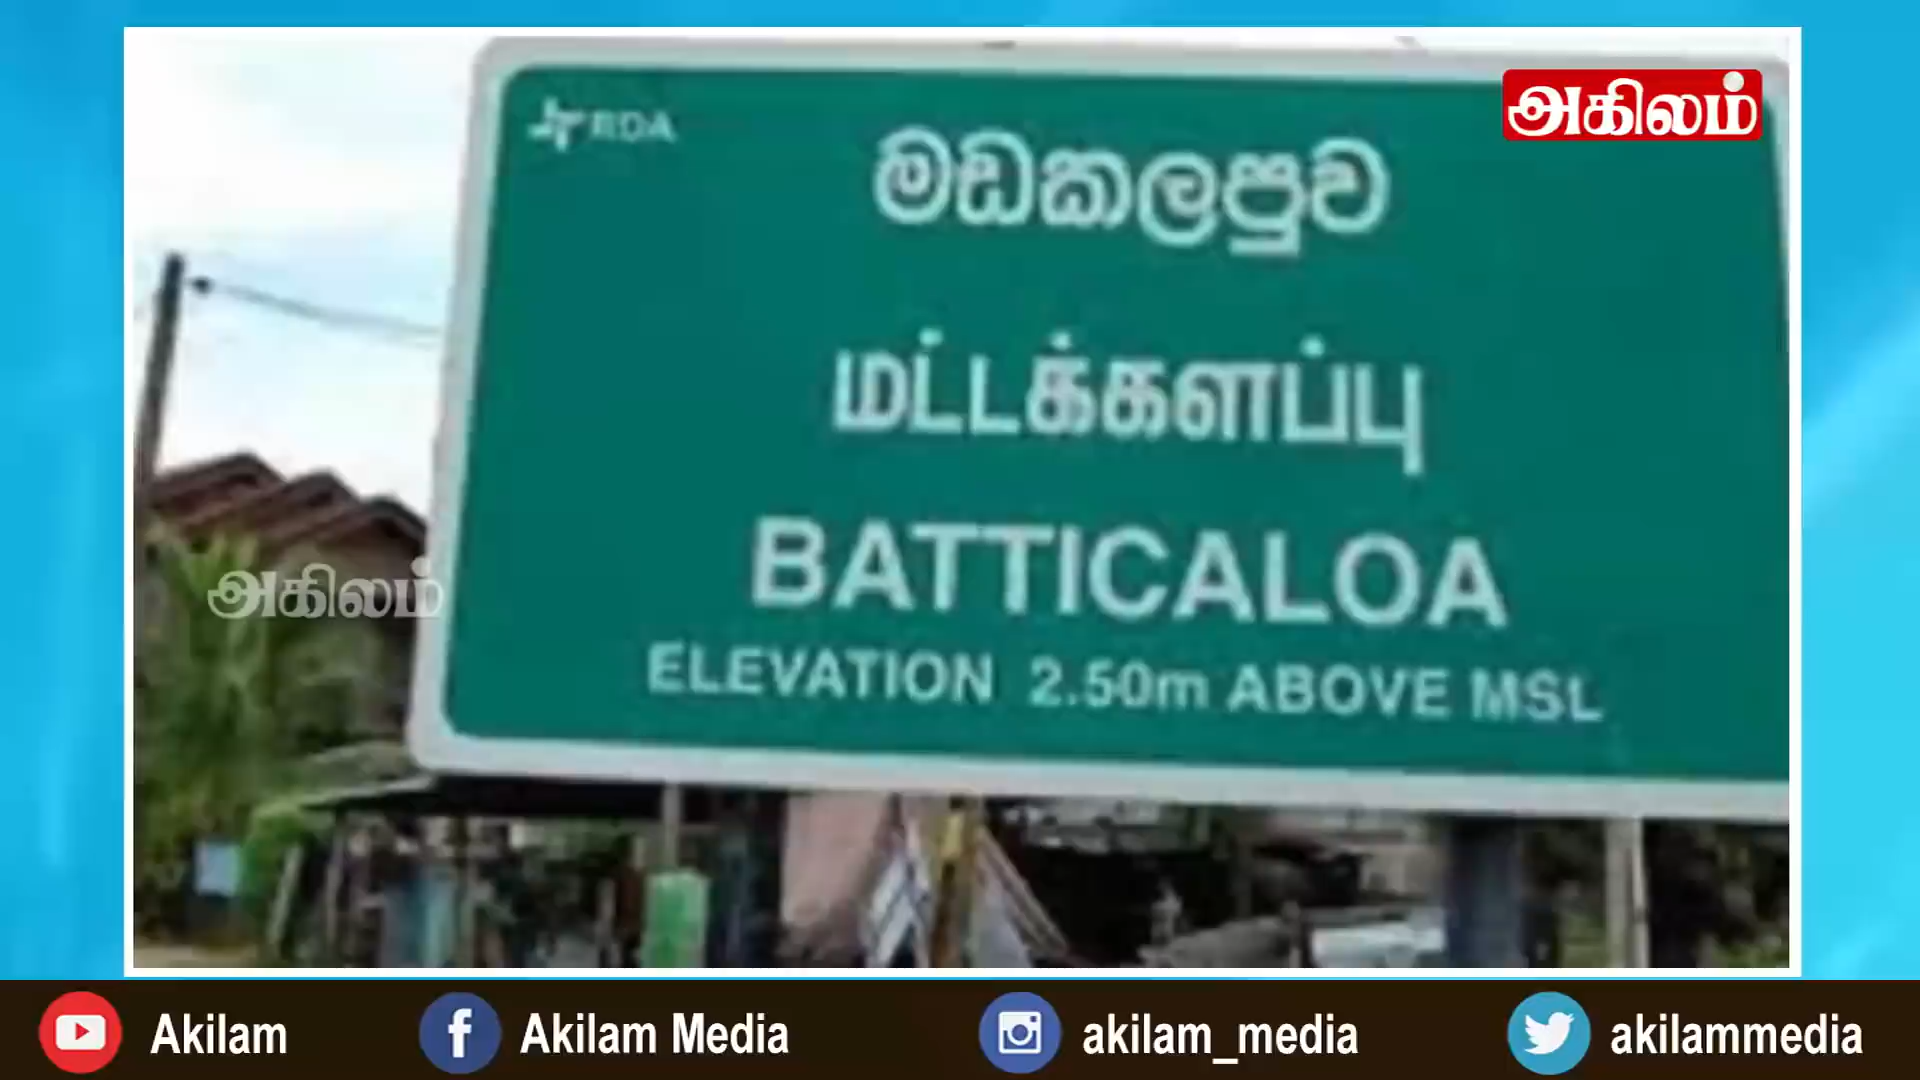 அகிலம்
RDA
මඩකලපුව
மட்டக்களப்பு
BATTICALOA
ELEVATION 2.50m ABOVE MSL
அகிலம்
Akilam
Akilam Media
akilam_media
akilammedia